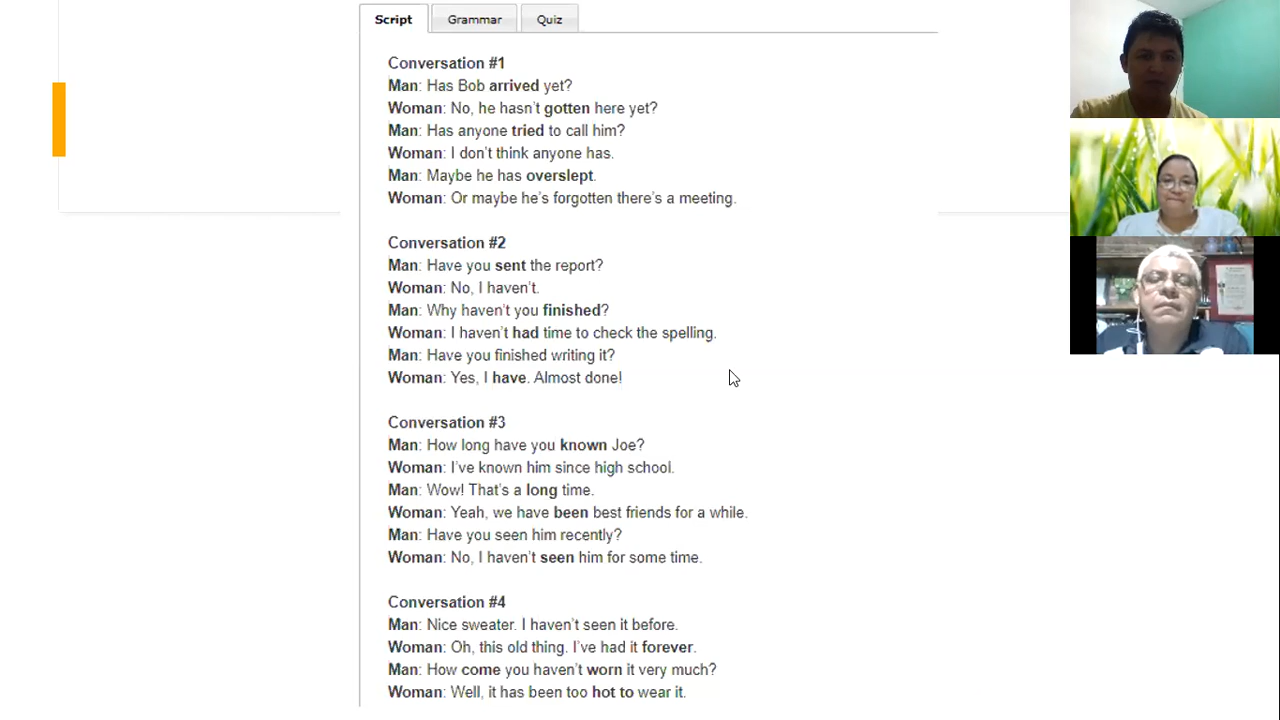 Script
Grammar
Quiz
Conversation #1
Man: Has Bob arrived yet?
Woman: No, he hasn't gotten here yet?
Man: Has anyone tried to call him?
Woman: I don't think anyone has.
Man: Maybe he has overslept.
Woman: Or maybe he's forgotten there's a meeting.
Conversation #2
Man: Have you sent the report?
Woman: No, I haven't.
Man: Why haven't you finished?
Woman: I haven't had time to check the spelling.
Man: Have you finished writing it?
Woman: Yes, I have. Almost done!
Conversation #3
Man: How long have you known Joe?
Woman: I've known him since high school.
Man: Wow! That's a long time.
Woman: Yeah, we have been best friends for a while.
Man: Have you seen him recently?
Woman: No, I haven't seen him for some time.
Conversation #4
Man: Nice sweater. I haven't seen it before.
Woman: Oh, this old thing. I've had it forever.
Man: How come you haven't worn it very much?
Woman: Well, it has been too hot to wear it.